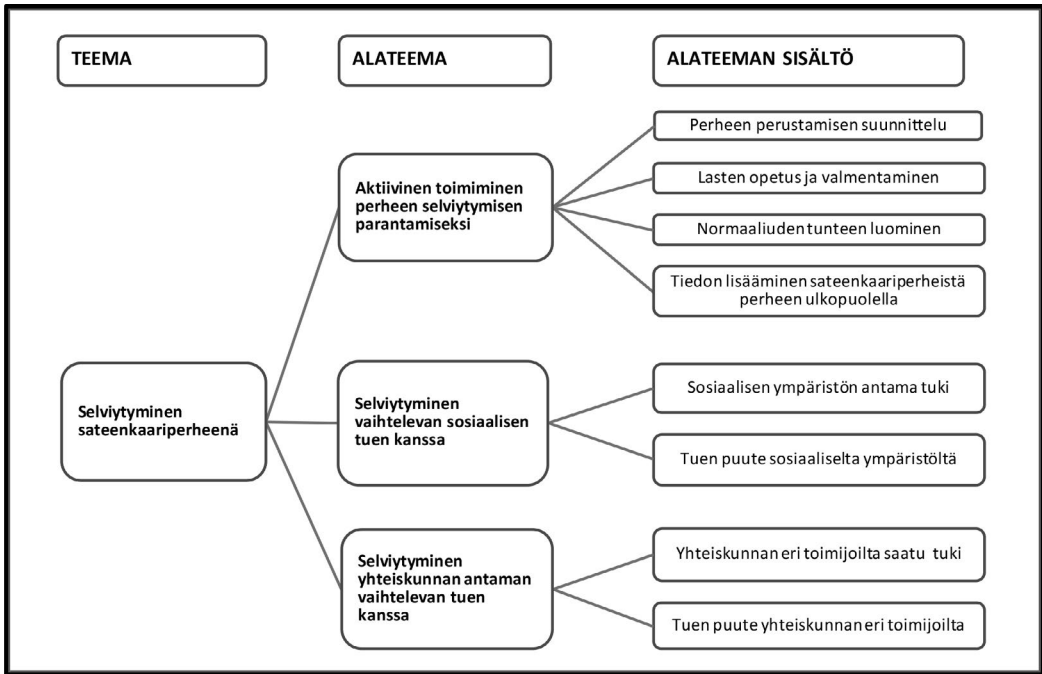 TEEMA
ALATEEMA
ALATEEMAN SISÄLTÖ
Selviytyminen
sateenkaariperheenä
Aktiivinen toimiminen
perheen selviytymisen
parantamiseksi
Perheen perustamisen suunnittelu
Lasten opetus ja valmentaminen
Normaaliuden tunteen luominen
Tiedon lisääminen sateenkaariperheistä
perheen ulkopuolella
Selviytyminen
vaihtelevan sosiaalisen
tuen kanssa
Sosiaalisen ympäristön antama tuki
Tuen puute sosiaaliselta ympäristöltä
Selviytyminen
yhteiskunnan antaman
vaihtelevan tuen
kanssa
Yhteiskunnan eri toimijoilta saatu tuki
Tuen puute yhteiskunnan eri toimijoilta